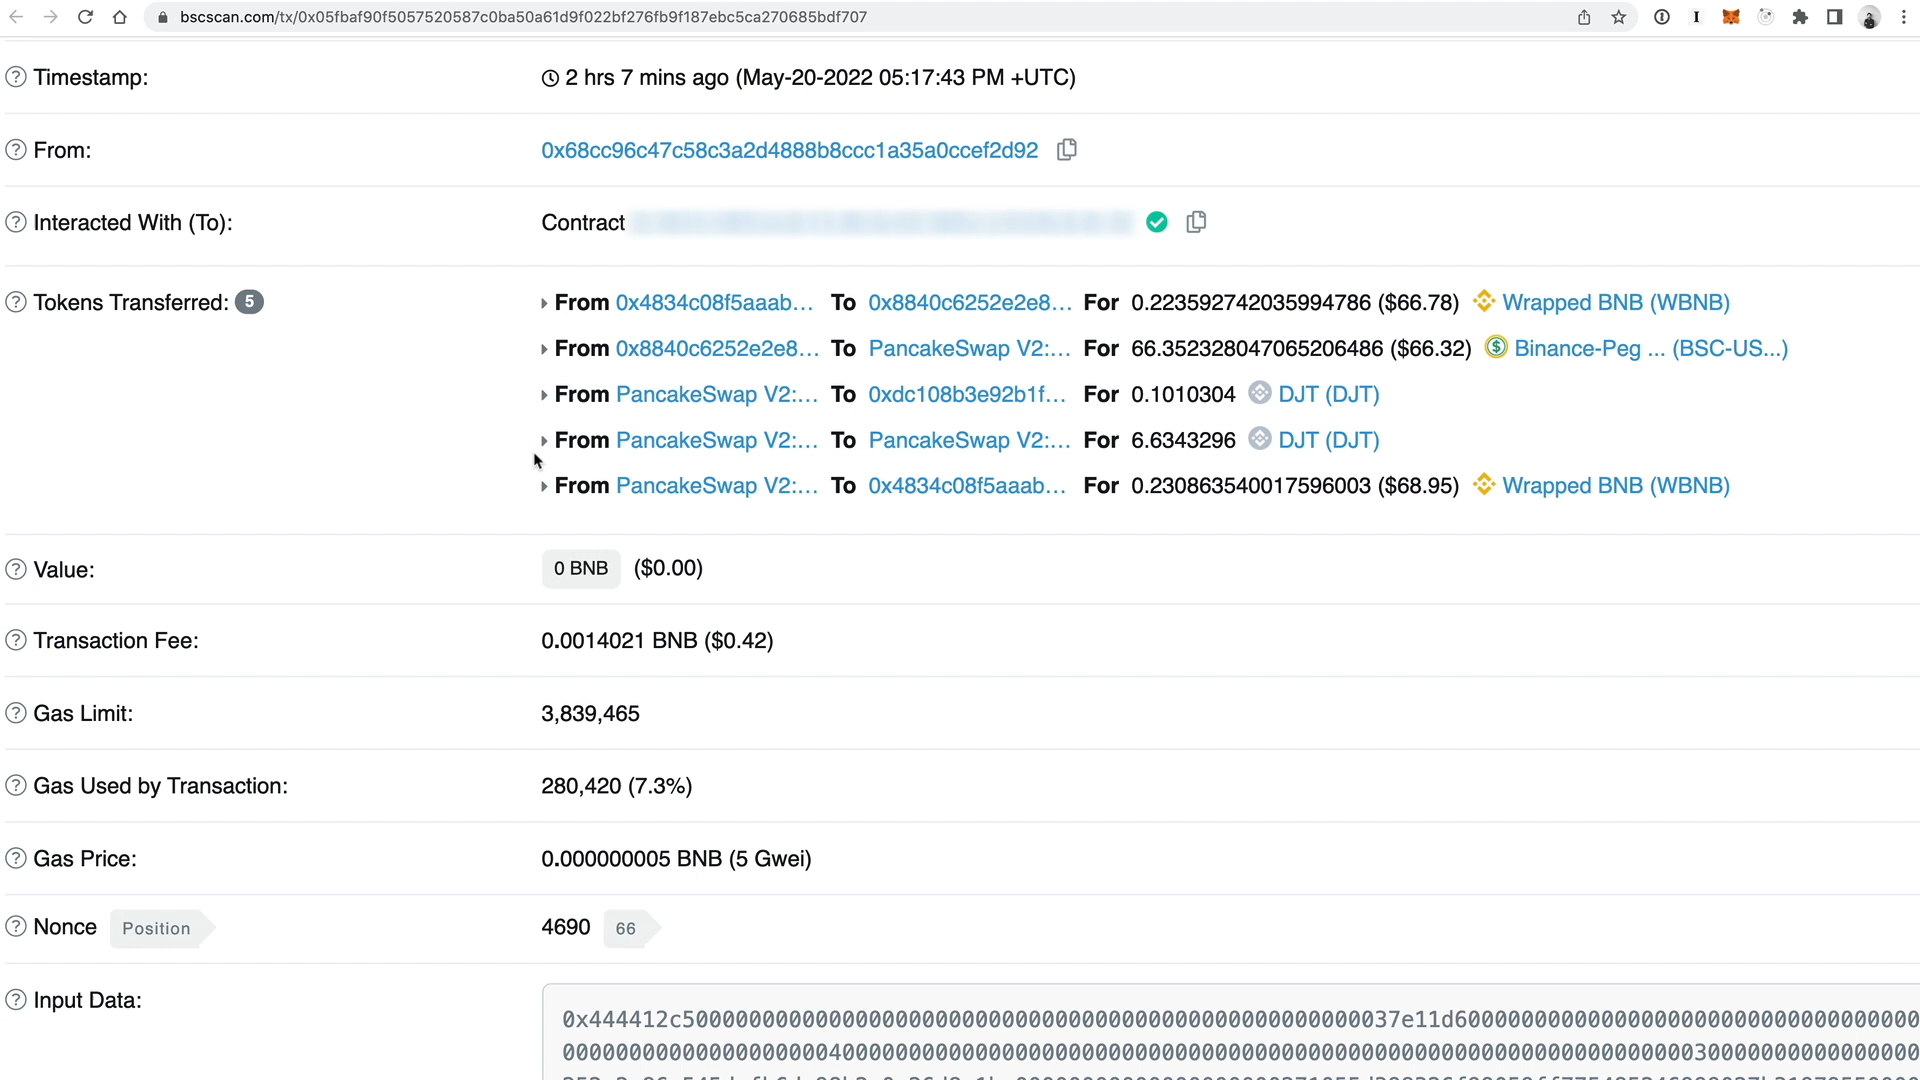 bscscan.com/tx/0x05fbaf90f5057520587c0ba50a61d9f022bf276fb9f187ebc5ca270685bdf707
Timestamp: 2 hrs 7 mins ago (May-20-2022 05:17:43 PM +UTC)
From: 0x68cc96c47c58c3a2d4888b8ccc1a35a0ccef2d92
Interacted With (To): Contract
Tokens Transferred: 5 From 0x4834c08f5aaab... To 0x8840c6252e2e8... For 0.223592742035994786 ($66.78) Wrapped BNB (WBNB)
From 0x8840c6252e2e8... To PancakeSwap V2:... For 66.352328047065206486 ($66.32) Binance-Peg ... (BSC-US...)
From PancakeSwap V2:... To 0xdc108b3e92b1f... For 0.1010304 DJT (DJT)
From PancakeSwap V2:... To PancakeSwap V2:... For 6.6343296 DJT (DJT)
From PancakeSwap V2:... To 0x4834c08f5aaab... For 0.230863540017596003 ($68.95) Wrapped BNB (WBNB)
Value: 0 BNB ($0.00)
Transaction Fee: 0.0014021 BNB ($0.42)
Gas Limit: 3,839,465
Gas Used by Transaction: 280,420 (7.3%)
Gas Price: 0.000000005 BNB (5 Gwei)
Nonce Position 4690 66
Input Data: